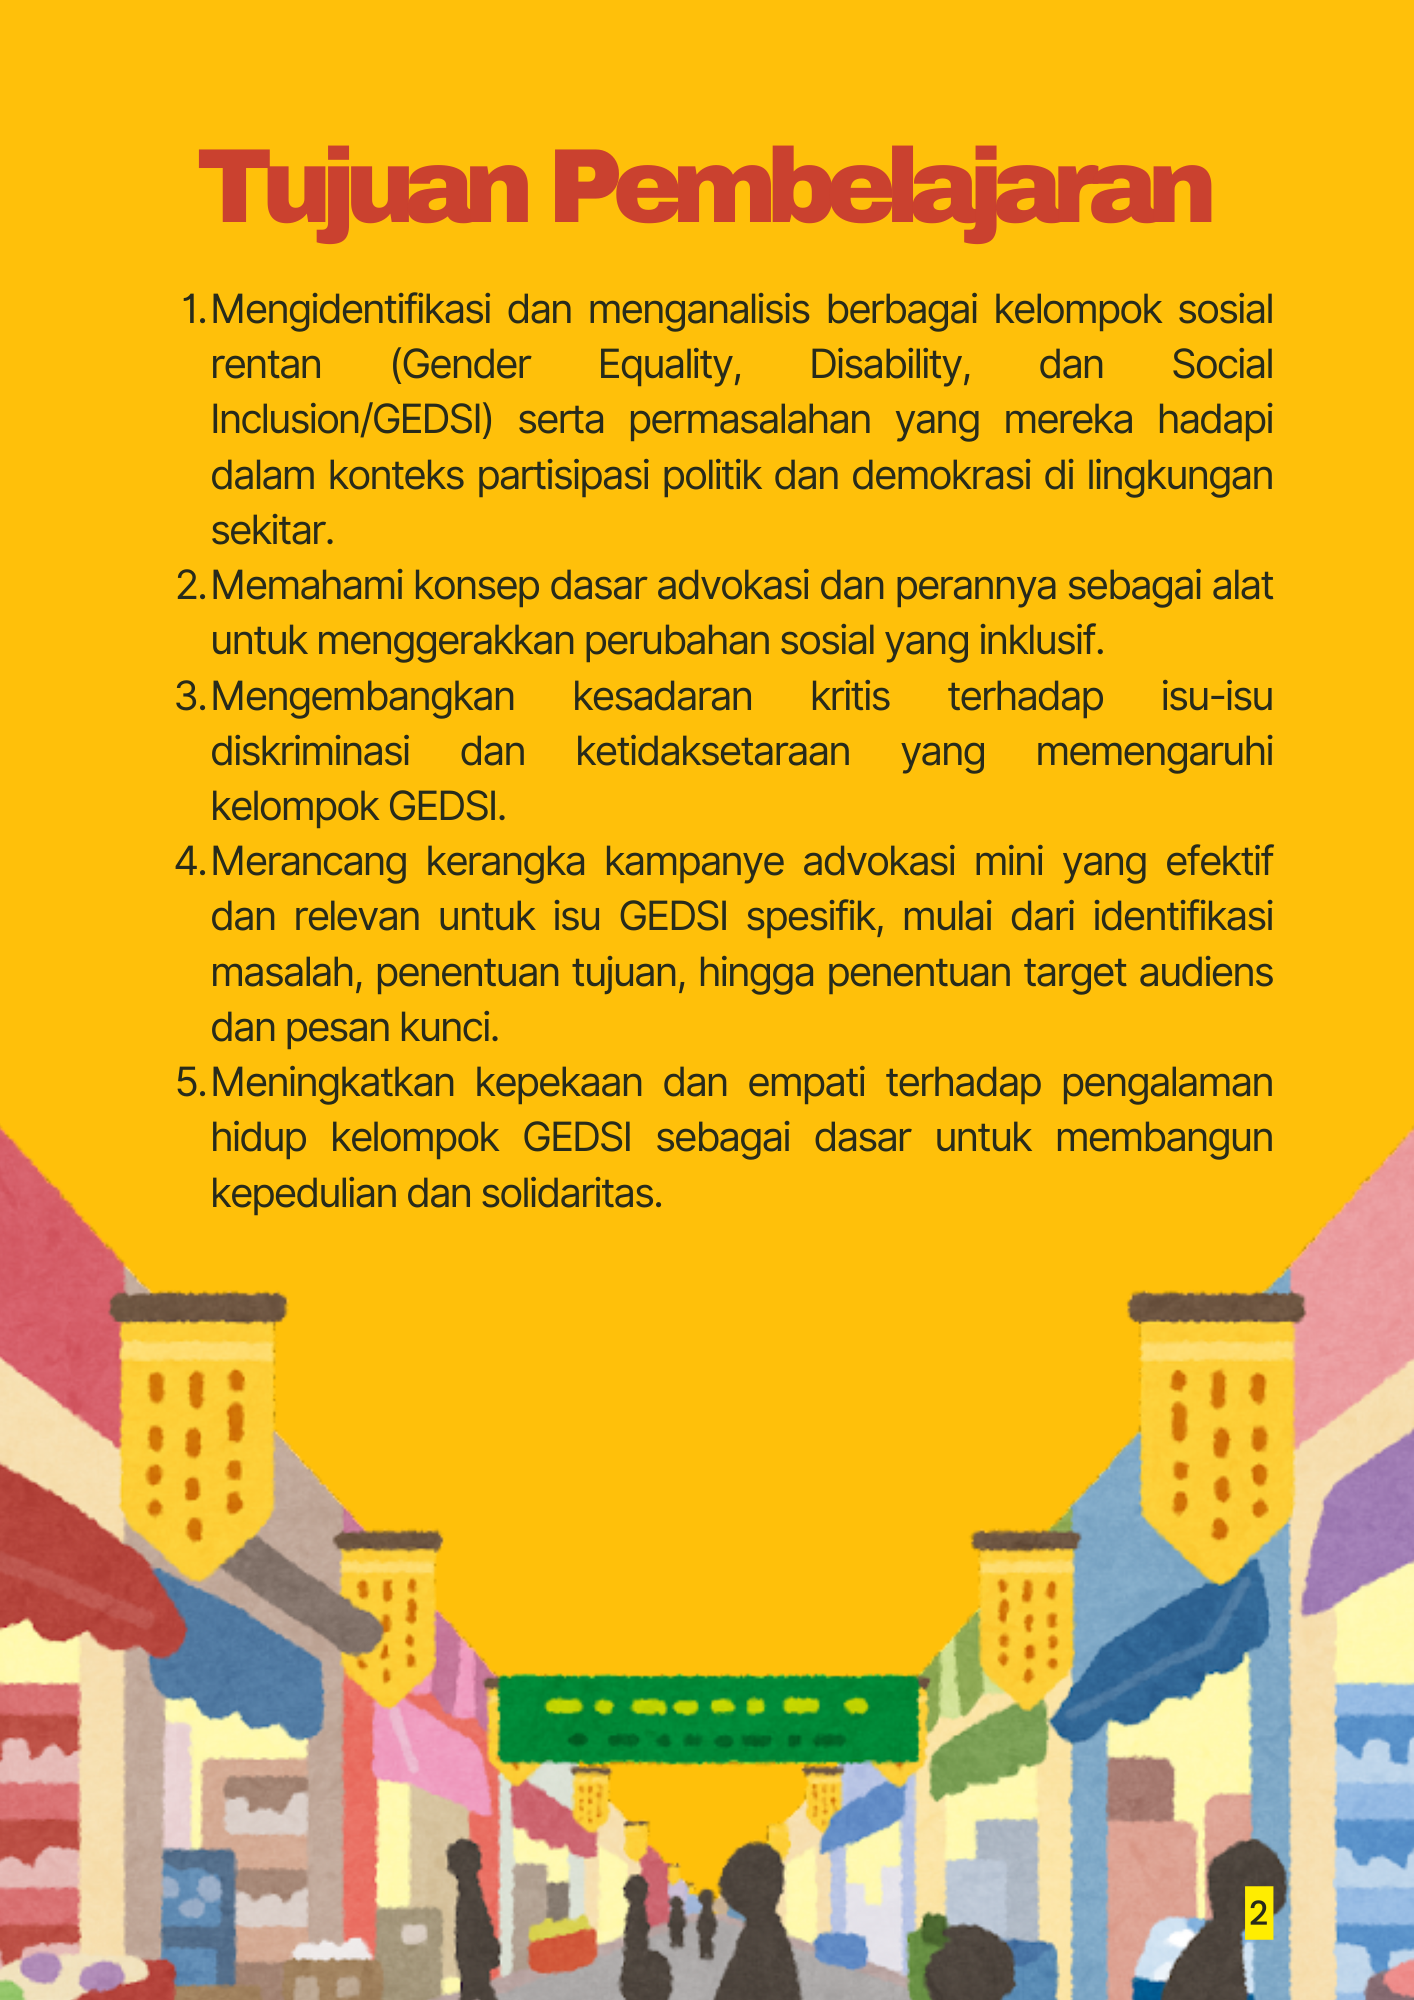 Tujuan Pembelajaran
1. Mengidentifikasi dan menganalisis berbagai kelompok sosial
rentan (Gender Equality, Disability, dan Social
Inclusion/GEDSI) serta permasalahan yang mereka hadapi
dalam konteks partisipasi politik dan demokrasi di lingkungan
sekitar.
2. Memahami konsep dasar advokasi dan perannya sebagai alat
untuk menggerakkan perubahan sosial yang inklusif.
3. Mengembangkan kesadaran kritis terhadap isu-isu
diskriminasi dan ketidaksetaraan yang memengaruhi
kelompok GEDSI.
4. Merancang kerangka kampanye advokasi mini yang efektif
dan relevan untuk isu GEDSI spesifik, mulai dari identifikasi
masalah, penentuan tujuan, hingga penentuan target audiens
dan pesan kunci.
5. Meningkatkan kepekaan dan empati terhadap pengalaman
hidup kelompok GEDSI sebagai dasar untuk membangun
kepedulian dan solidaritas.
2